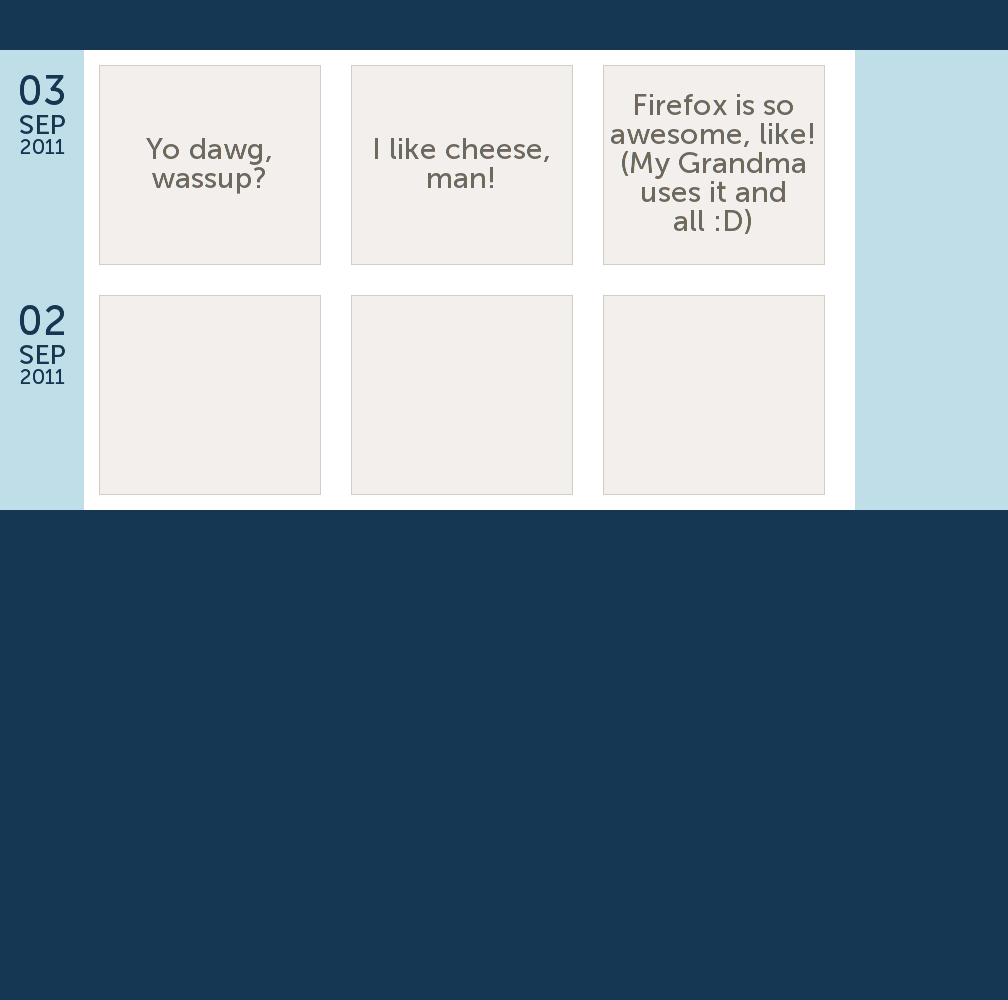 03
SEP
2011
Yo dawg,
wassup?
I like cheese,
man!
Firefox is so
awesome, like!
(My Grandma
uses it and
all :D)
02
SEP
2011